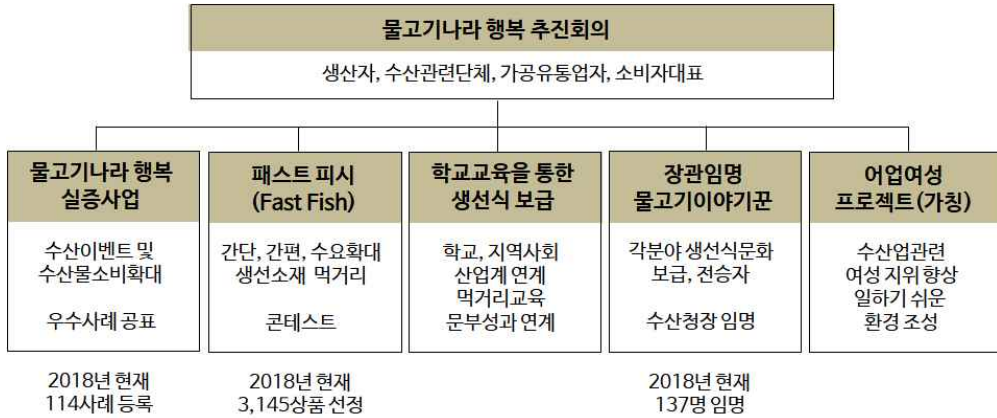 물고기나라 행복 추진회의
생산자, 수산관련단체, 가공유통업자, 소비자대표
물고기나라 행복
실증사업
수산이벤트 및
수산물소비확대
우수사례 공표
2018년 현재
114사례 등록
패스트 피시
(Fast Fish)
간단, 간편, 수요확대
생선소재 먹거리
콘테스트
2018년 현재
3,145상품 선정
학교교육을 통한
생선식 보급
학교, 지역사회
산업계 연계
먹거리교육
문부성과 연계
장관임명
물고기이야기꾼
각분야 생선식문화
보급, 전승자
수산청장 임명
2018년 현재
137명 임명
어업여성
프로젝트(가칭)
수산업관련
여성 지위 향상
일하기 쉬운
환경 조성